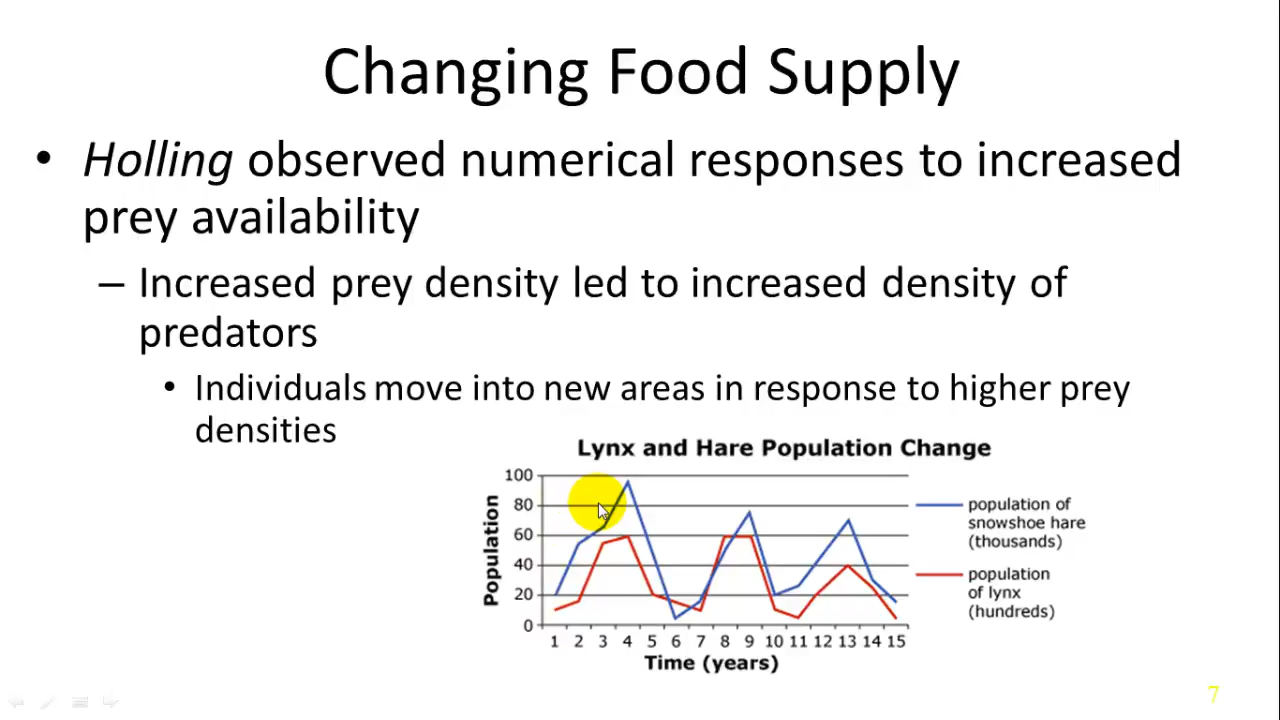 Changing Food Supply
• Holling observed numerical responses to increased
prey availability
– Increased prey density led to increased density of
predators
• Individuals move into new areas in response to higher prey
densities
Lynx and Hare Population Change
Population
100
80
60
40
20
0
1 2 3 4 5 6 7 8 9 10 11 12 13 14 15
Time (years)
population of
snowshoe hare
(thousands)
population
of lynx
(hundreds)
7